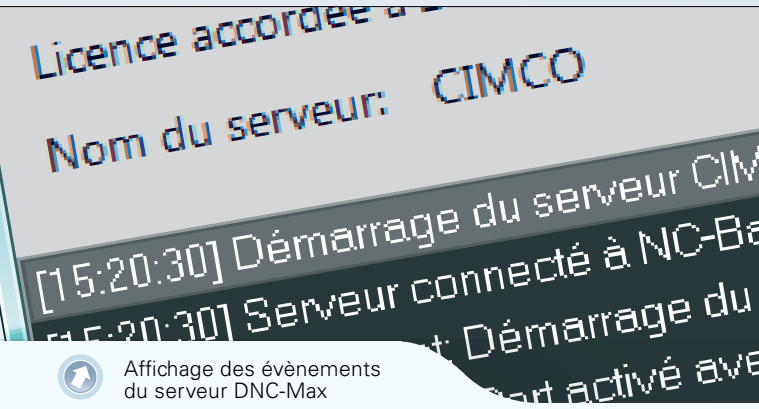 Licence accordée à
Nom du serveur: CIMCO
[15:20:30] Démarrage du serveur
[15:20:30] Serveur connecté à
Démarrage du
activé
Affichage des évènements
du serveur DNC-Max